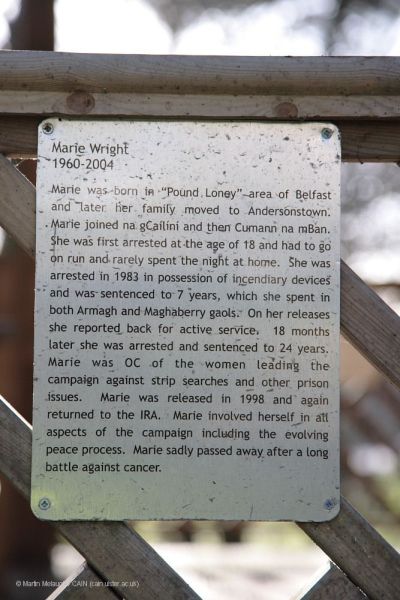 Marie Wright
1960-2004
Marie was born in "Pound Loney" area of Belfast
and later her family moved to Andersonstown.
Marie joined na gCailini and then Cumann na mBan.
She was first arrested at the age of 18 and had to go
on run and rarely spent the night at home. She was
arrested in 1983 in possession of incendiary devices
and was sentenced to 7 years, which she spent in
both Armagh and Maghaberry gaols. On her releases
she reported back for active service. 18 months
later she was arrested and sentenced to 24 years.
Marie was OC of the women leading the
campaign against strip searches and other prison
issues. Marie was released in 1998 and again
returned to the IRA. Marie involved herself in all
aspects of the campaign including the evolving
peace process. Marie sadly passed away after a long
battle against cancer.
© Martin Melaugh CAIN (cain.ulster.ac.uk)